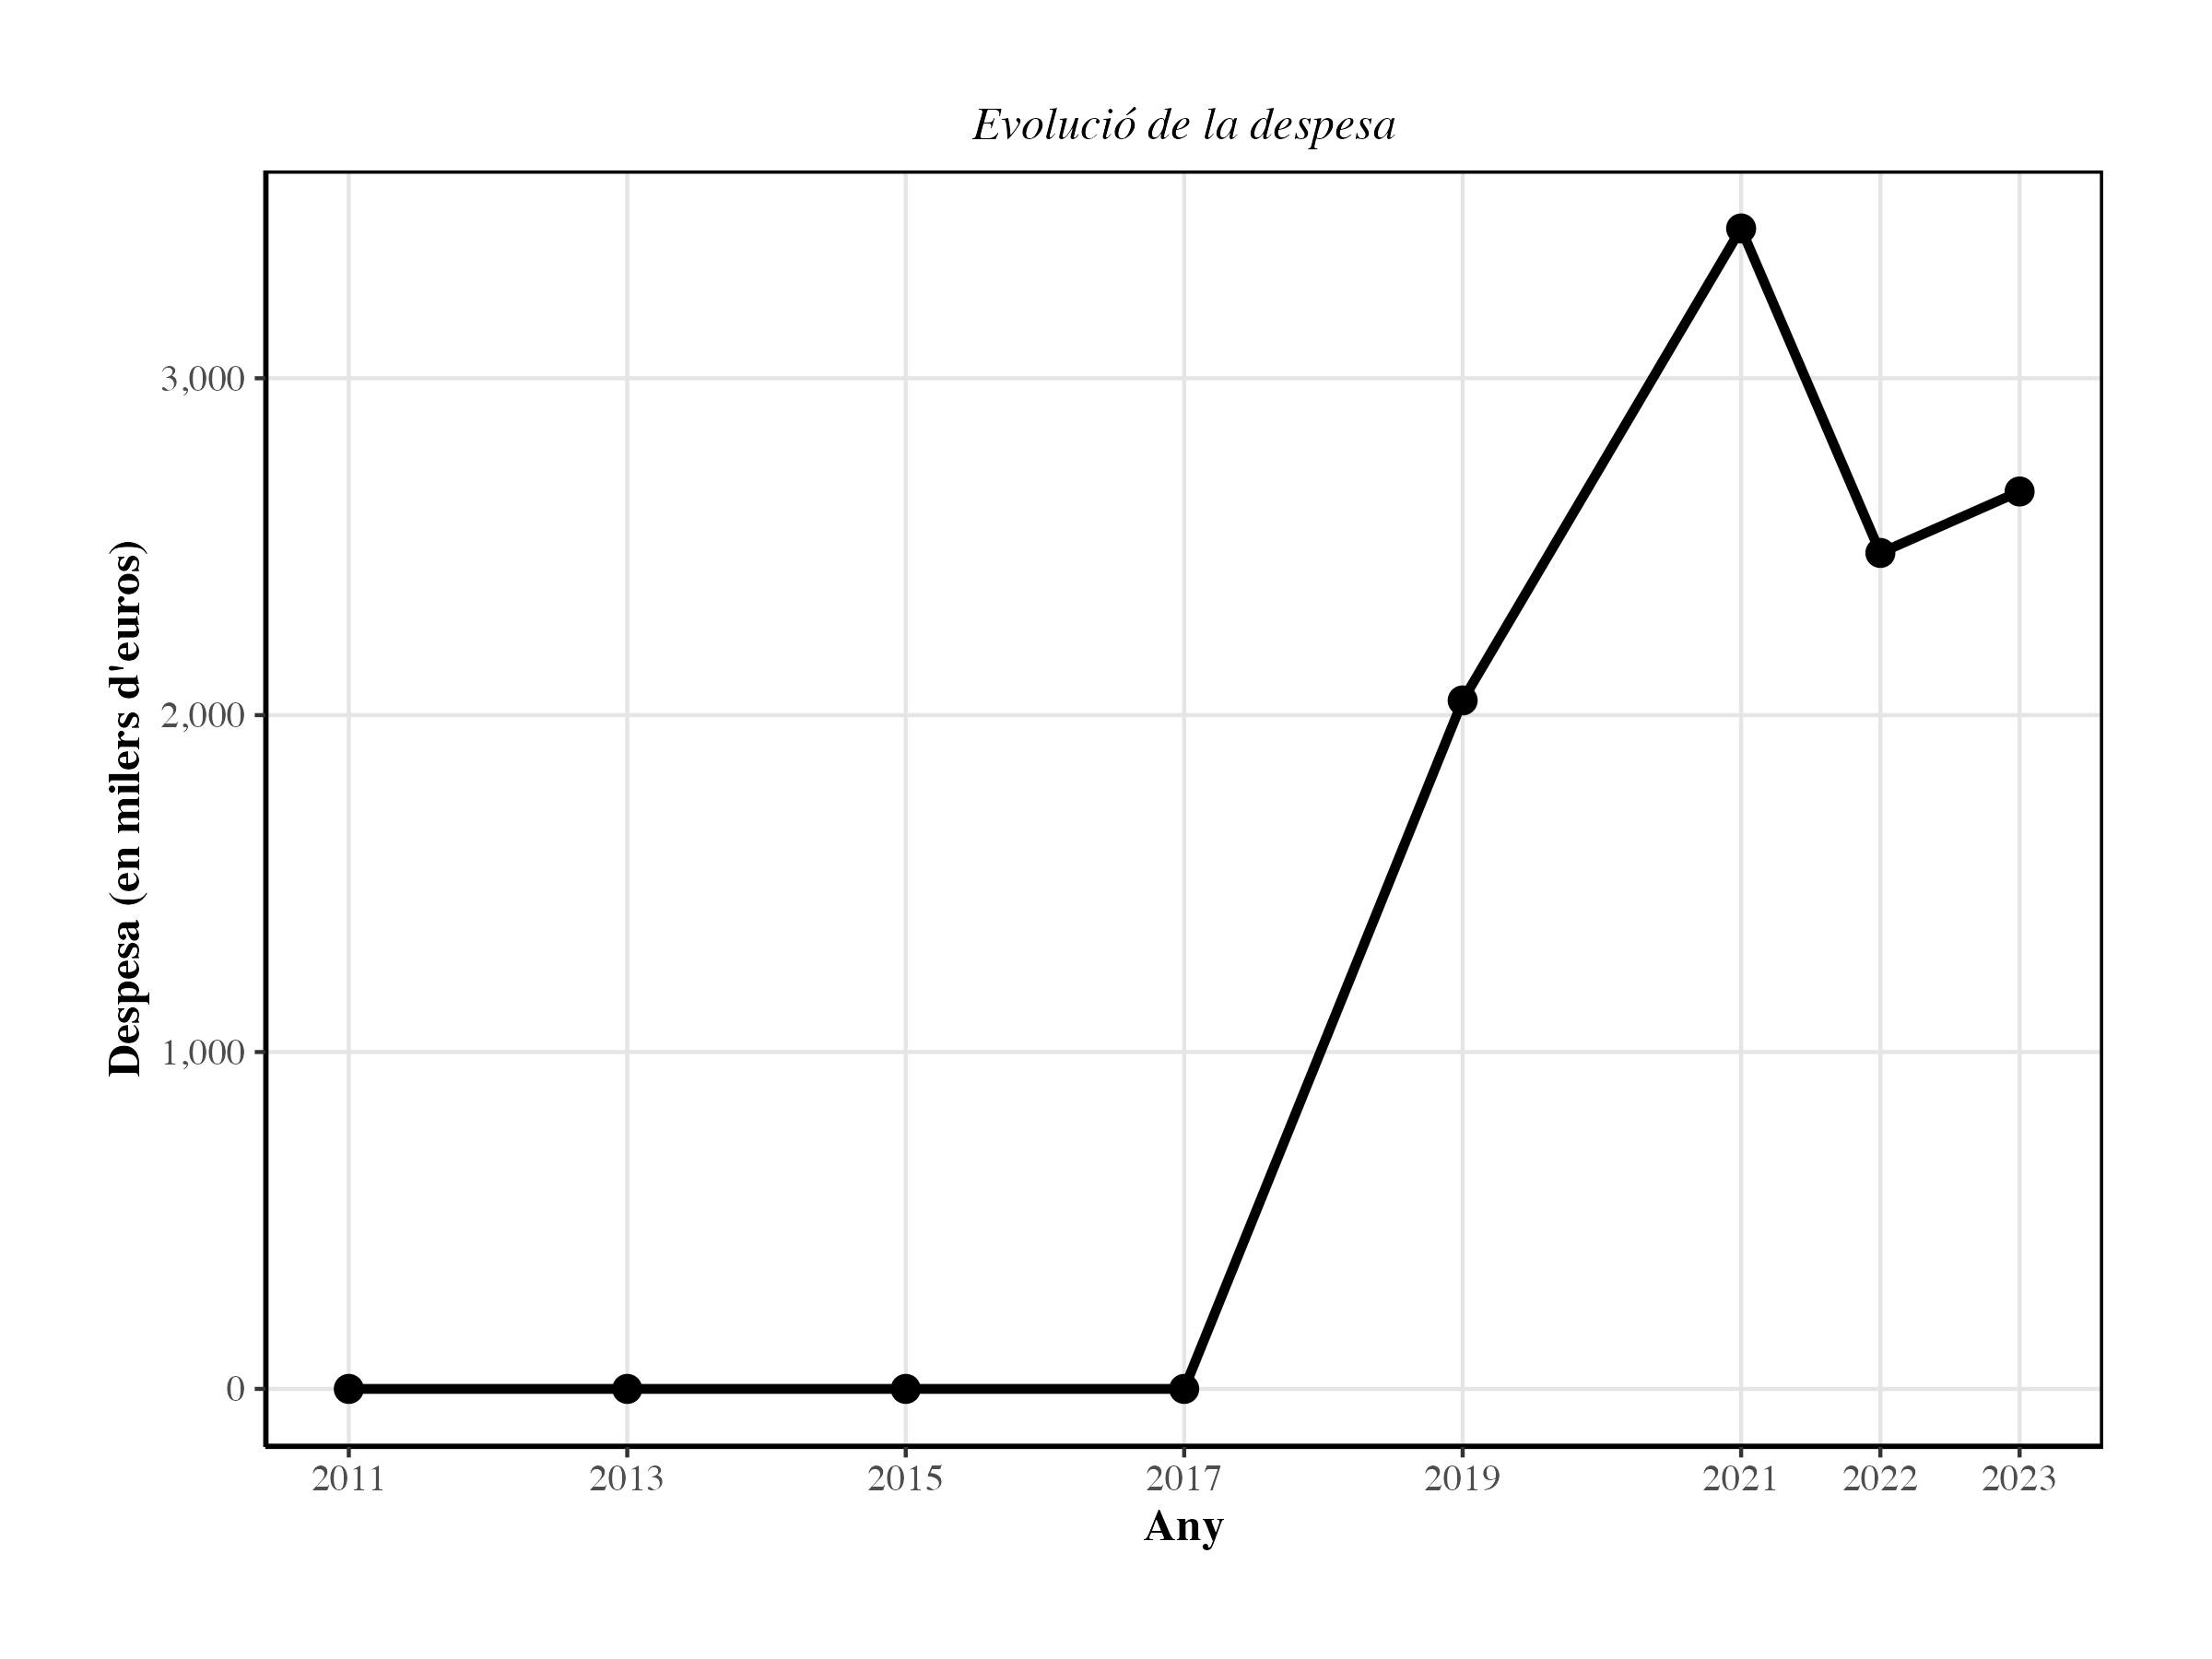 Evolució de la despesa
Despesa (en milers d'euros)
3,000
2,000
1,000
0
2011 2013 2015 2017 2019 2021 2022 2023
Any